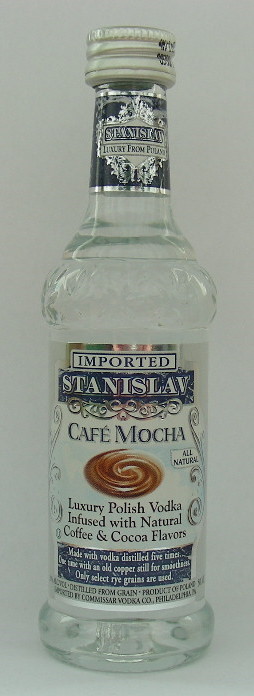 STANISLAV
LUXURY FROM POLAND
IMPORTED
STANISLAV
CAFÉ MOCHA
ALL
NATURAL
Luxury Polish Vodka
Infused with Natural
Coffee & Cocoa Flavors
Made with vodka distilled five times.
One time with an old copper still for smoothness.
Only select rye grains are used.
DISTILLED FROM GRAIN · PRODUCT OF POLAND
IMPORTED BY COMMISSAR VODKA CO., PHILADELPHIA, PA